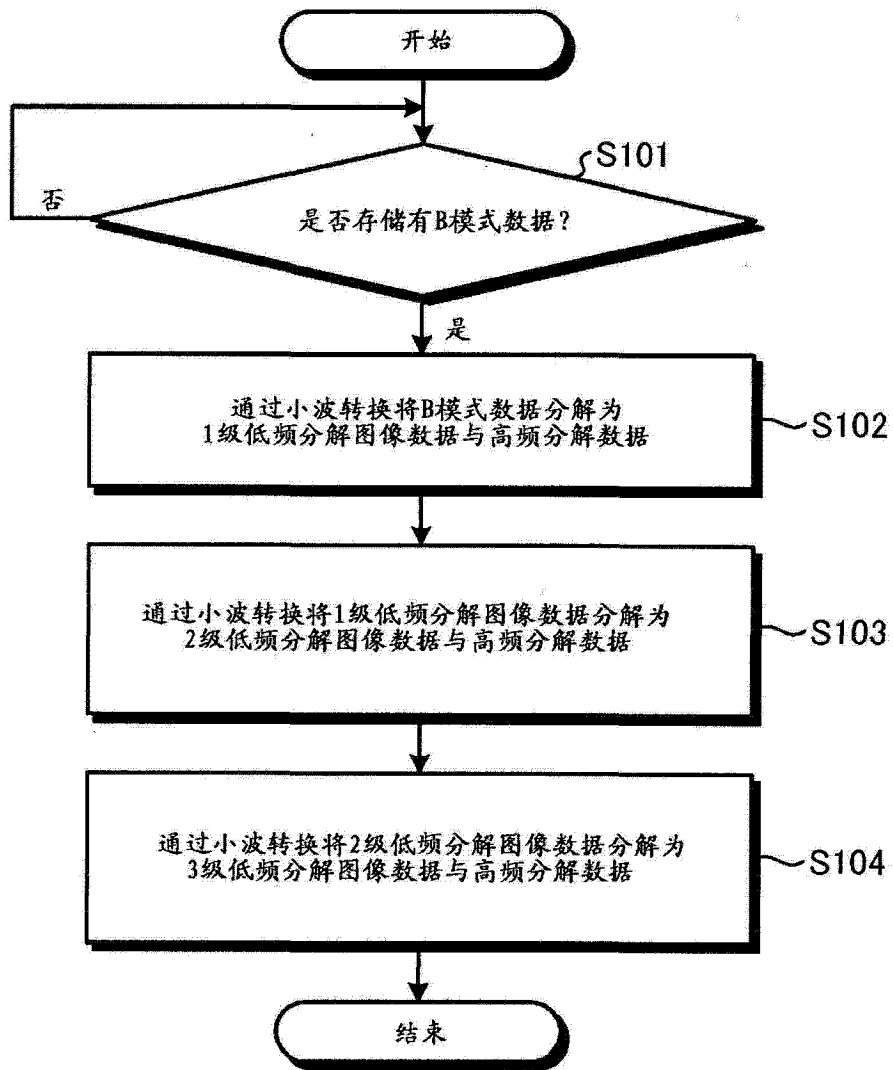 开始
S101
否
是否存储有B模式数据?
是
通过小波转换将B模式数据分解为
1级低频分解图像数据与高频分解数据
S102
通过小波转换将1级低频分解图像数据分解为
2级低频分解图像数据与高频分解数据
S103
通过小波转换将2级低频分解图像数据分解为
3级低频分解图像数据与高频分解数据
S104
结束